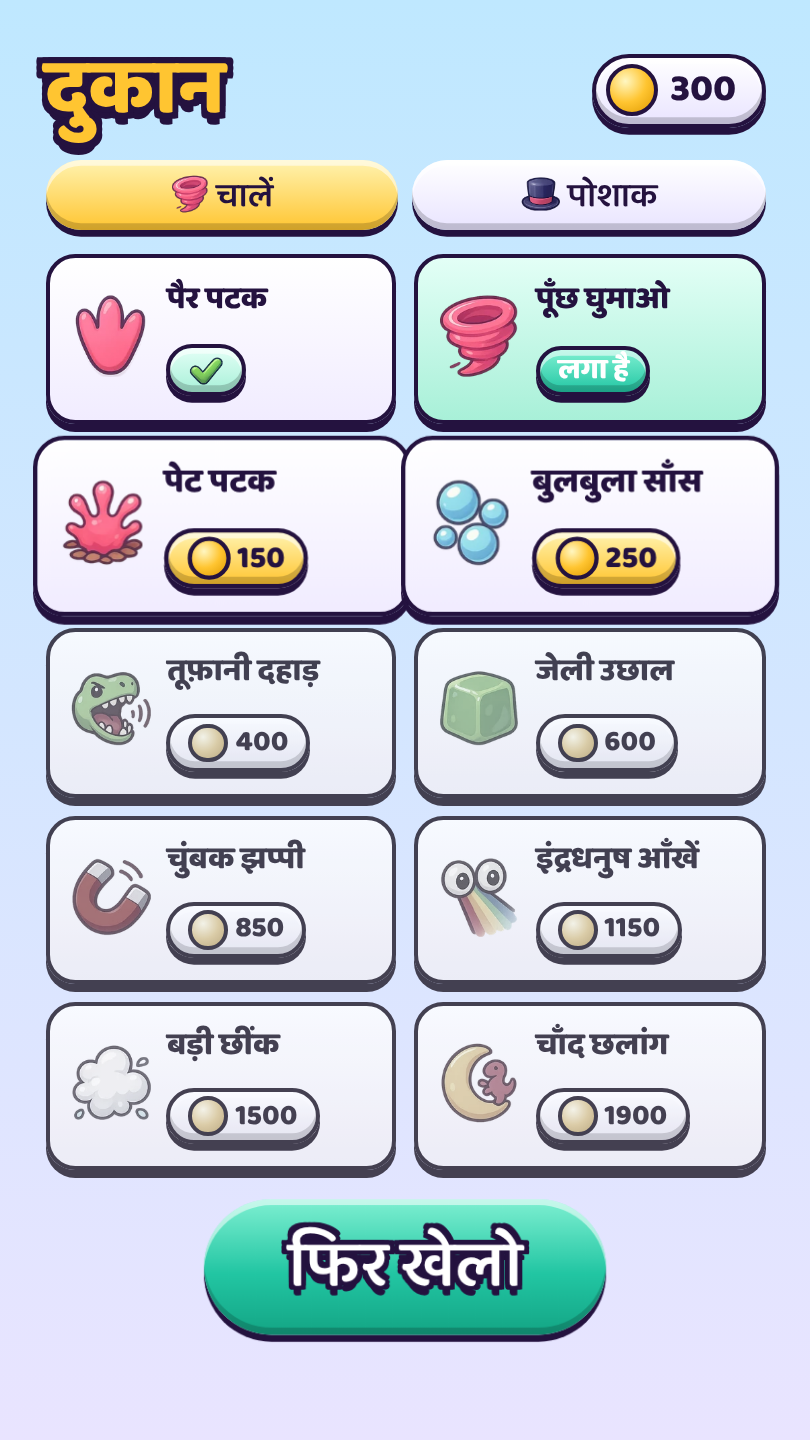 दुकान
300
चालें
पोशाक
पैर पटक
पूँछ घुमाओ
लगा है
पेट पटक
बुलबुला साँस
150
250
तूफ़ानी दहाड़
जेली उछाल
400
600
चुंबक झप्पी
इंद्रधनुष आँखें
850
1150
बड़ी छींक
चाँद छलांग
1500
1900
फिर खेलो